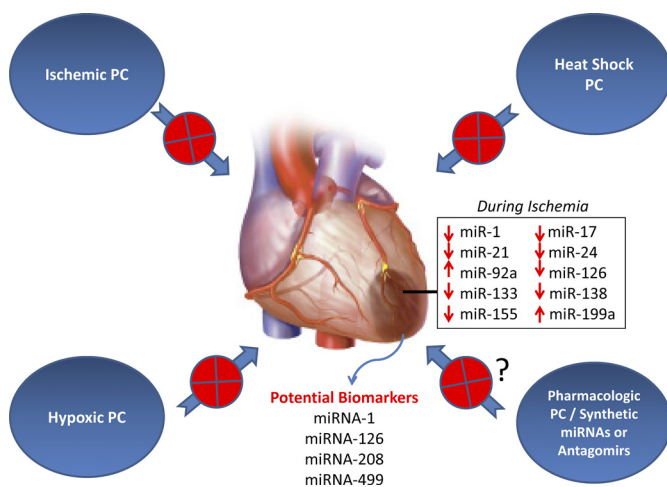 Ischemic PC
Heat Shock
PC
During Ischemia
↓ miR-1 ↓ miR-17
↓ miR-21 ↓ miR-24
↑ miR-92a ↓ miR-126
↓ miR-133 ↓ miR-138
↓ miR-155 ↑ miR-199a
Hypoxic PC
Potential Biomarkers
miRNA-1
miRNA-126
miRNA-208
miRNA-499
?
Pharmacologic
PC / Synthetic
miRNAs or
Antagomirs